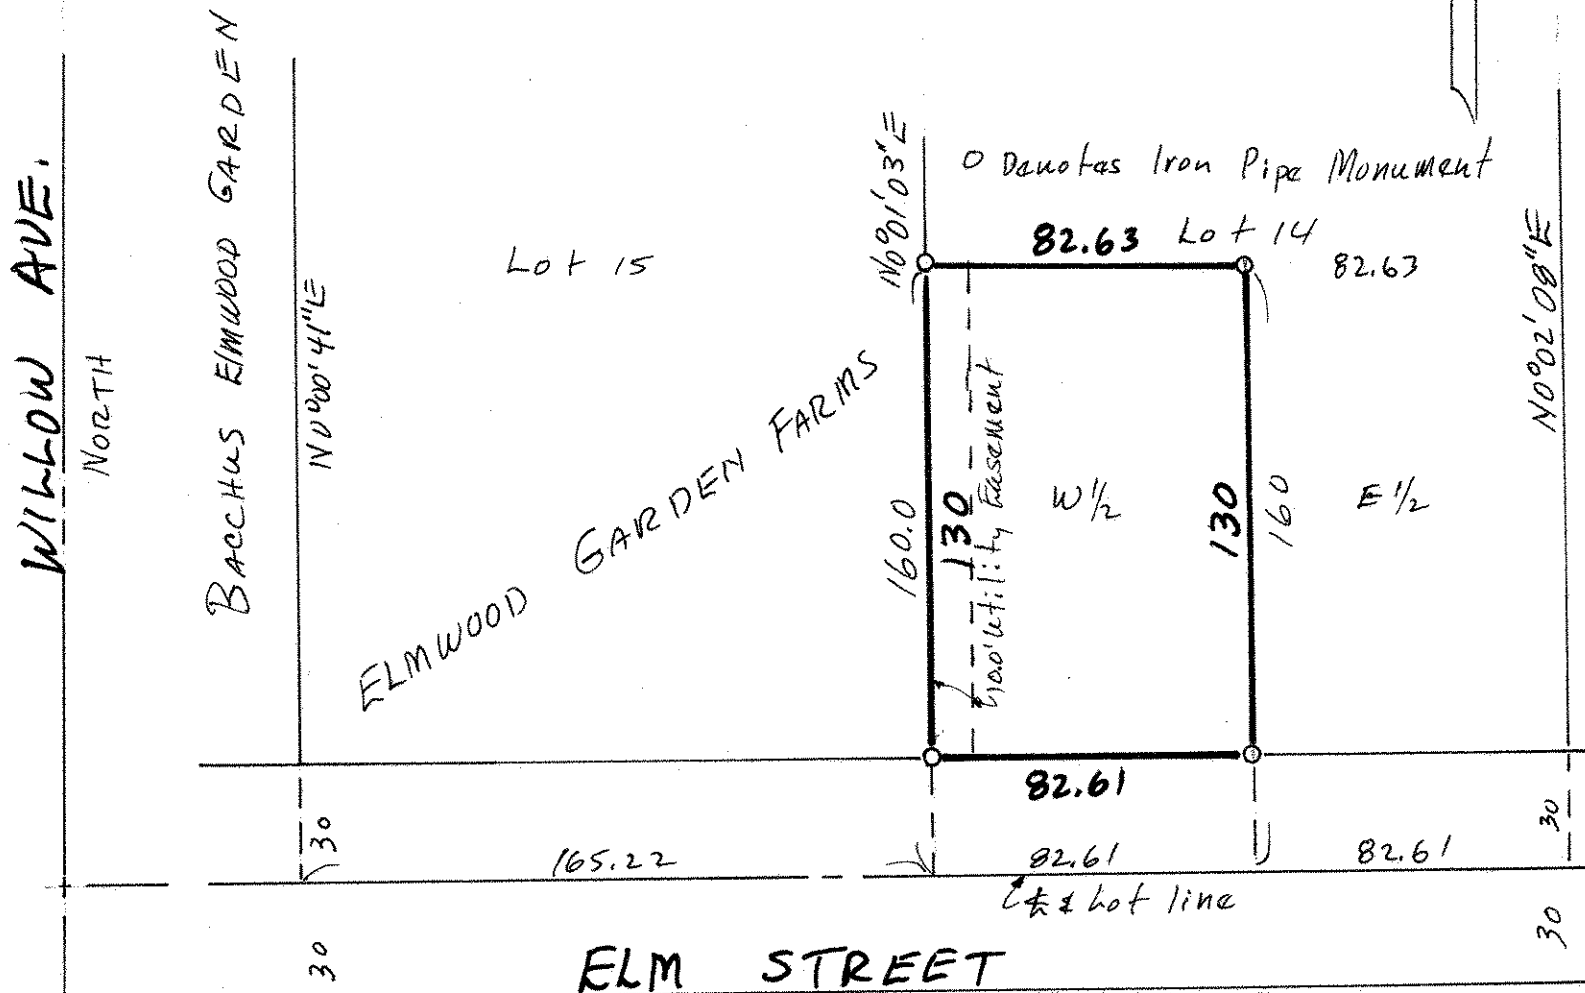 WILLOW AVE.
NORTH
BACCHUS ELMWOOD GARDEN
N0°00'41"E
Lot 15
ELMWOOD GARDEN FARMS
N0°01'03"E
O Denotes Iron Pipe Monument
82.63
Lot 14
82.63
N0°02'08"E
160.0
130
10.0' Utility Easement
W 1/2
130
160
E 1/2
82.61
30
165.22
82.61
82.61
30
& Lot line
30
ELM STREET
30